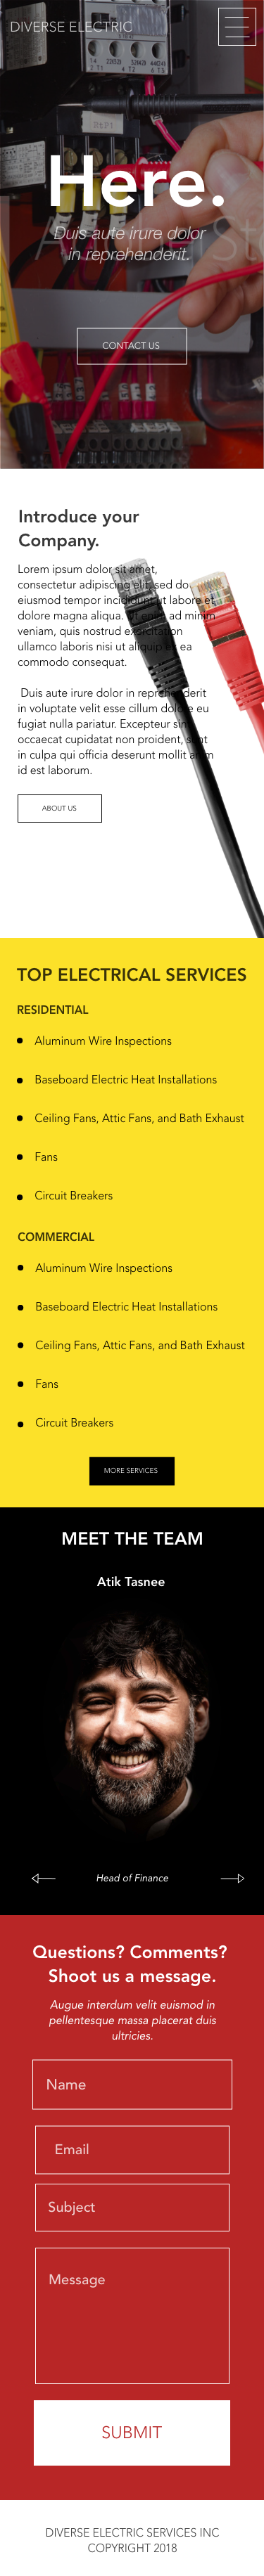 DIVERSE ELECTRIC
Here.
Duis aute irure dolor
in reprehenderit.
CONTACT US
Introduce your
Company.
Lorem ipsum dolor sit amet,
consectetur adipiscing elit, sed do
eiusmod tempor incididunt ut labore et
dolore magna aliqua. Ut enim ad minim
veniam, quis nostrud exercitation
ullamco laboris nisi ut aliquip ex ea
commodo consequat.
Duis aute irure dolor in reprehenderit
in voluptate velit esse cillum dolore eu
fugiat nulla pariatur. Excepteur sint
occaecat cupidatat non proident, sunt
in culpa qui officia deserunt mollit anim
id est laborum.
ABOUT US
TOP ELECTRICAL SERVICES
RESIDENTIAL
Aluminum Wire Inspections
Baseboard Electric Heat Installations
Ceiling Fans, Attic Fans, and Bath Exhaust
Fans
Circuit Breakers
COMMERCIAL
Aluminum Wire Inspections
Baseboard Electric Heat Installations
Ceiling Fans, Attic Fans, and Bath Exhaust
Fans
Circuit Breakers
MORE SERVICES
MEET THE TEAM
Atik Tasnee
Head of Finance
Questions? Comments?
Shoot us a message.
Augue interdum velit euismod in
pellentesque massa placerat duis
ultricies.
Name
Email
Subject
Message
SUBMIT
DIVERSE ELECTRIC SERVICES INC
COPYRIGHT 2018